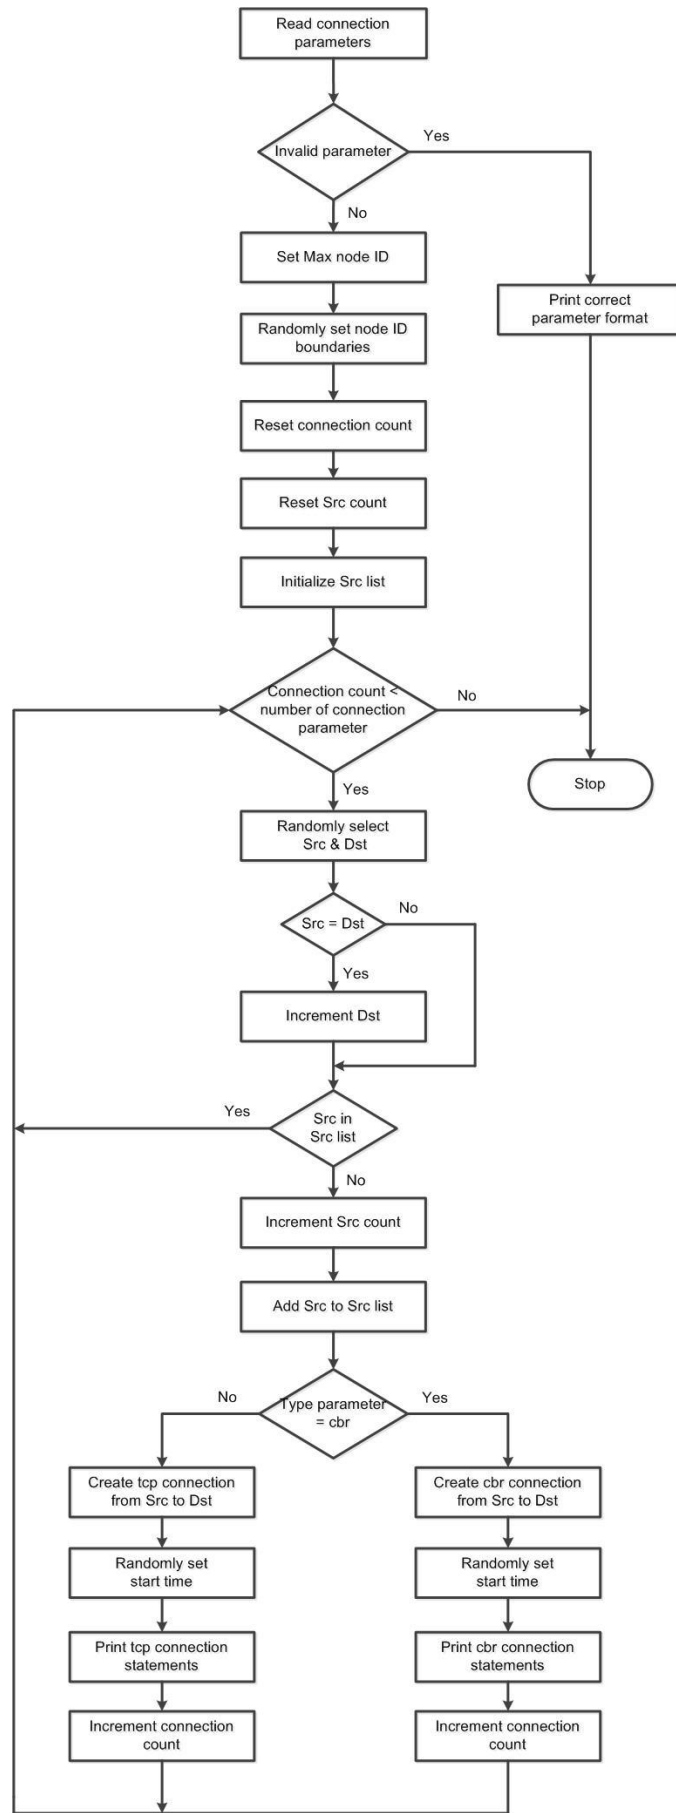 Read connection
parameters
Invalid parameter
Yes
No
Set Max node ID
Print correct
parameter format
Randomly set node ID
boundaries
Reset connection count
Reset Src count
Initialize Src list
Connection count <
number of connection
parameter
No
Stop
Yes
Randomly select
Src & Dst
Src = Dst
No
Yes
Increment Dst
Src in
Src list
Yes
No
Increment Src count
Add Src to Src list
Type parameter
= cbr
No
Yes
Create tcp connection
from Src to Dst
Create cbr connection
from Src to Dst
Randomly set
start time
Randomly set
start time
Print tcp connection
statements
Print cbr connection
statements
Increment connection
count
Increment connection
count